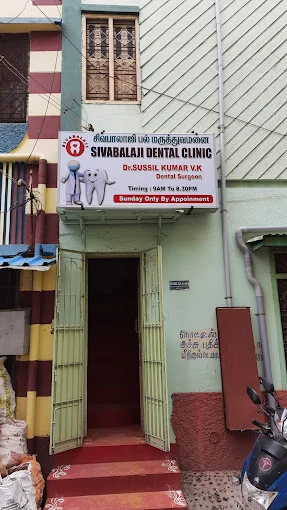 சிவபாலாஜி பல் மருத்துவமனை
SIVABALAJI DENTAL CLINIC
Dr.SUSSIL KUMAR V.K
Dental Surgeon
Timing : 9AM To 8.30PM
Sunday Only By Appoinment
நோட்டீஸ்